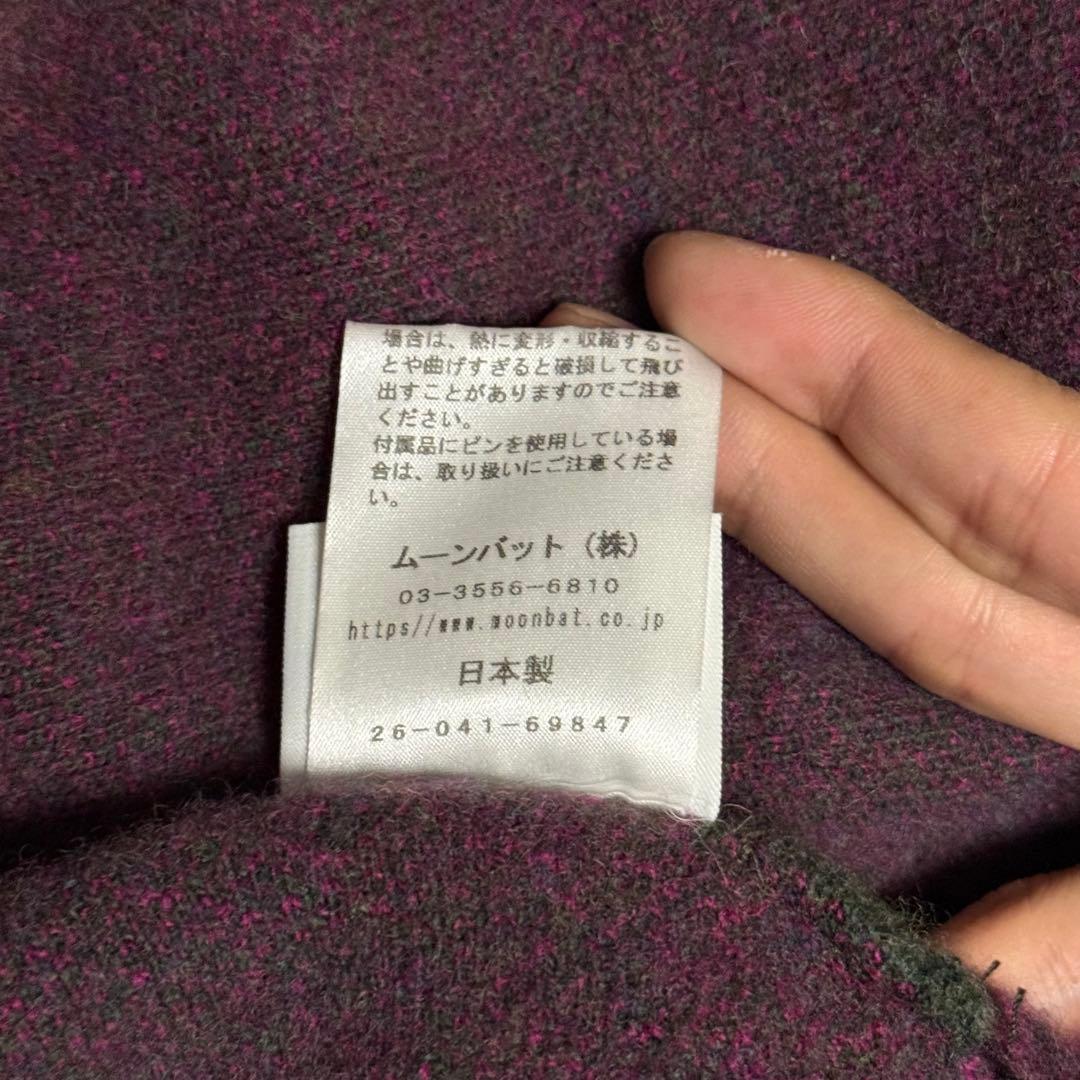 場合は、熱に変形・収縮するこ
とや曲げすぎると破損して飛び
出すことがありますのでご注意
ください。
付属品にピンを使用している場
合は、取り扱いにご注意くださ
い。
ムーンバット（株）
03-3556-6810
https//www.moonbat.co.jp
日本製
26-041-69847